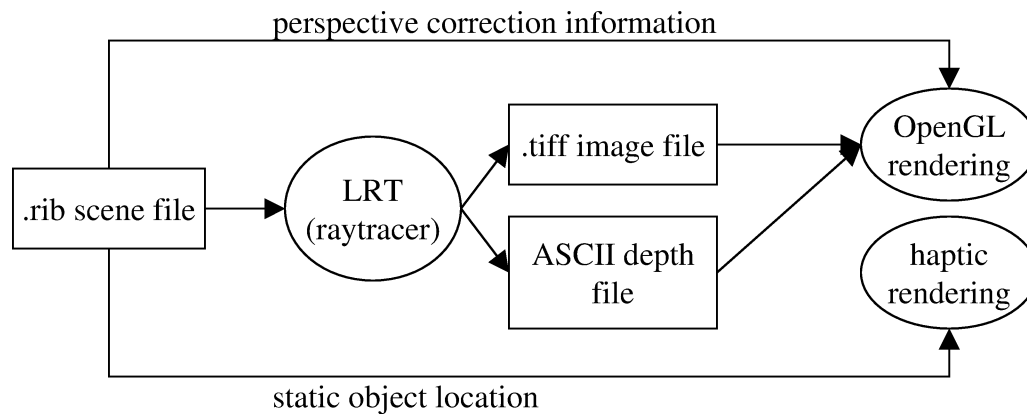 perspective correction information
.rib scene file
LRT
(raytracer)
.tiff image file
ASCII depth
file
OpenGL
rendering
haptic
rendering
static object location